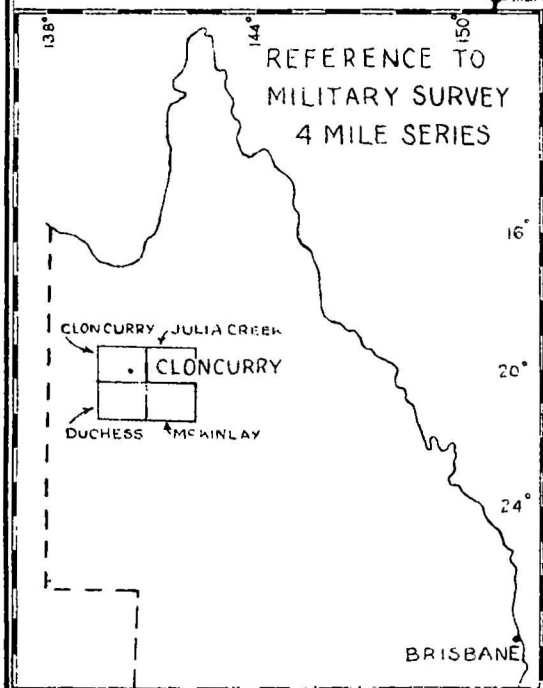 138°
144°
150°
REFERENCE TO
MILITARY SURVEY
4 MILE SERIES
16°
CLONCURRY
JULIA CREEK
CLONCURRY
20°
DUCHESS
MCKINLAY
24°
BRISBANE